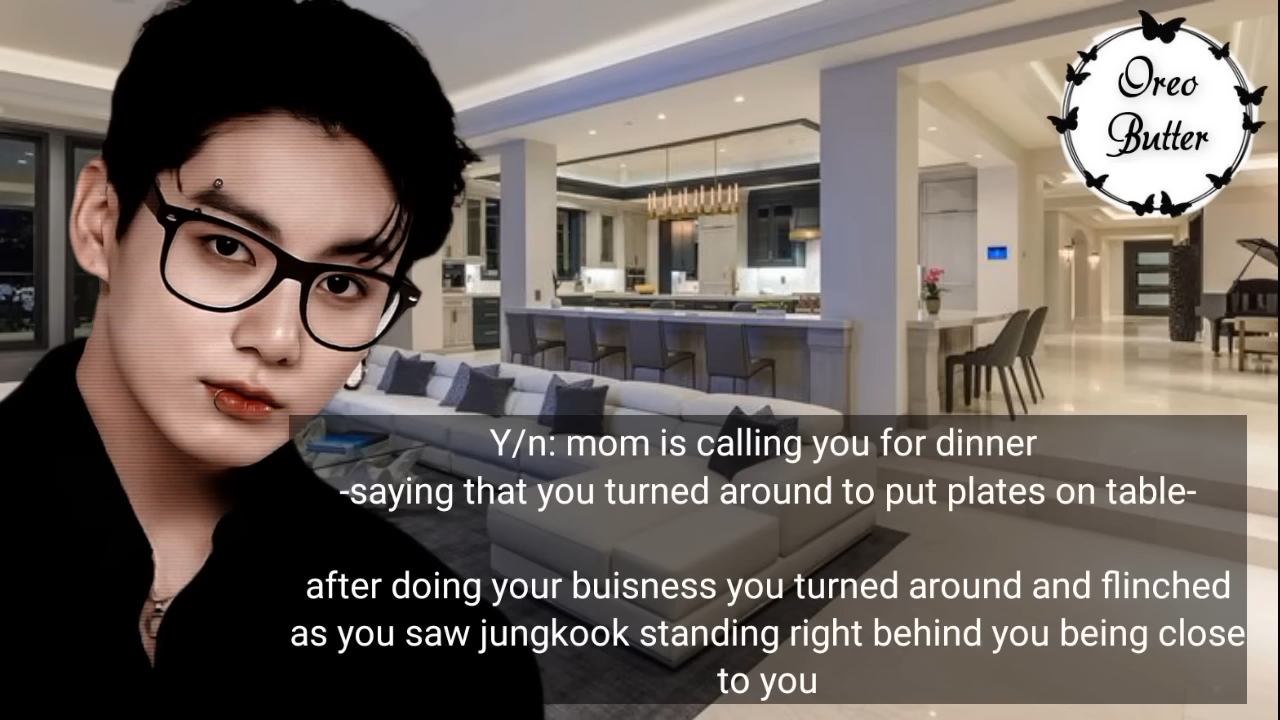 Oreo
Butter
Y/n: mom is calling you for dinner
-saying that you turned around to put plates on table-
after doing your buisness you turned around and flinched
as you saw jungkook standing right behind you being close
to you